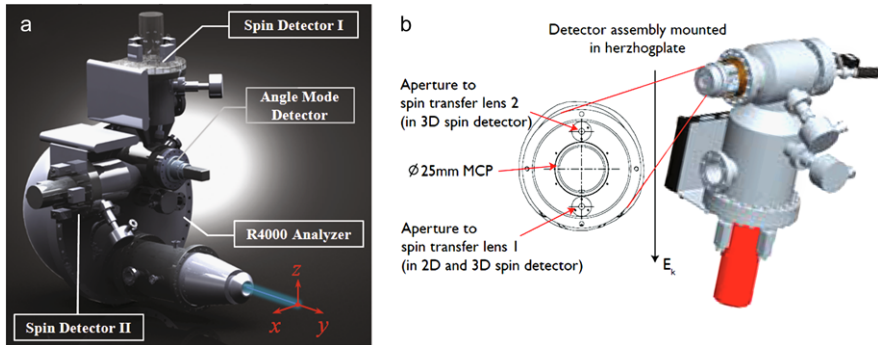 a
Spin Detector I
Angle Mode
Detector
R4000 Analyzer
Spin Detector II
z
x
y
b
Detector assembly mounted
in herzhogplate
Aperture to
spin transfer lens 2
(in 3D spin detector)
Ø25mm MCP
Aperture to
spin transfer lens 1
(in 2D and 3D spin detector)
E_k